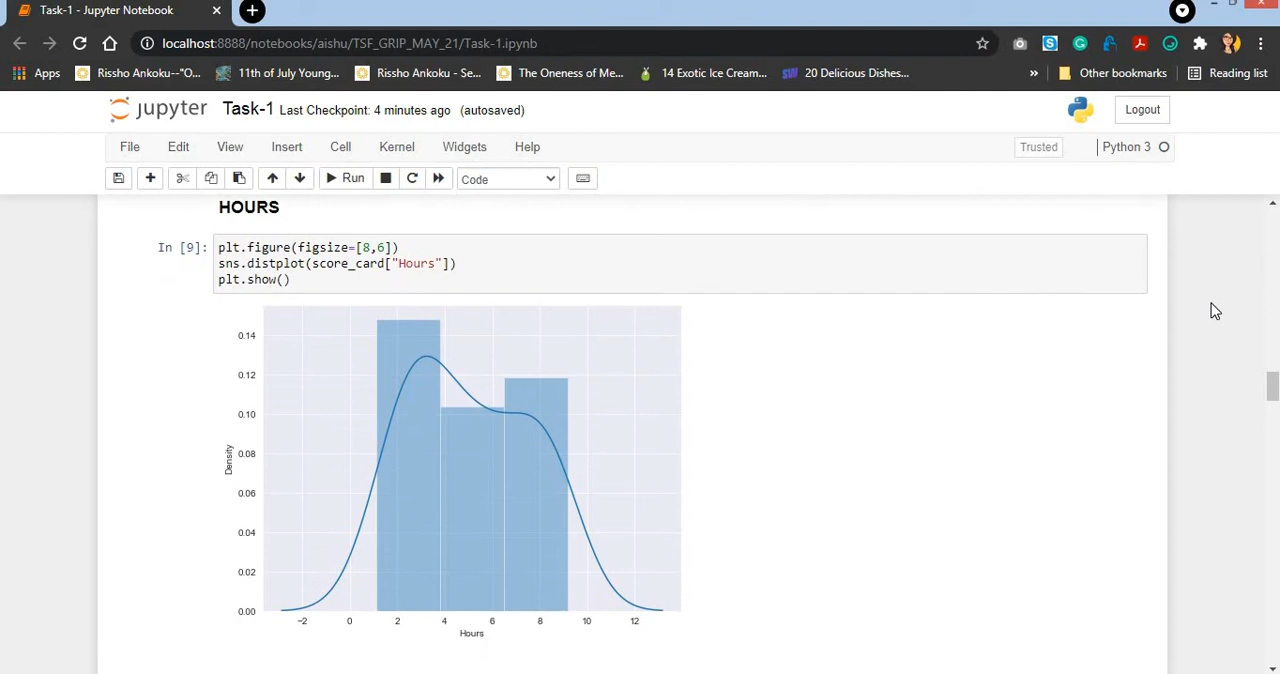 Task-1 - Jupyter Notebook
localhost:8888/notebooks/aishu/TSF_GRIP_MAY_21/Task-1.ipynb
Apps Rissho Ankoku--"O... 11th of July Young... Rissho Ankoku - Se... The Oneness of Me... 14 Exotic Ice Cream... 20 Delicious Dishes... » Other bookmarks Reading list
jupyter Task-1 Last Checkpoint: 4 minutes ago (autosaved) Logout
File Edit View Insert Cell Kernel Widgets Help Trusted Python 3
Run Code
HOURS
In [9]: plt.figure(figsize=[8,6])
sns.distplot(score_card["Hours"])
plt.show()
0.14
0.12
0.10
0.08
0.06
0.04
0.02
0.00
Density
−2 0 2 4 6 8 10 12
Hours